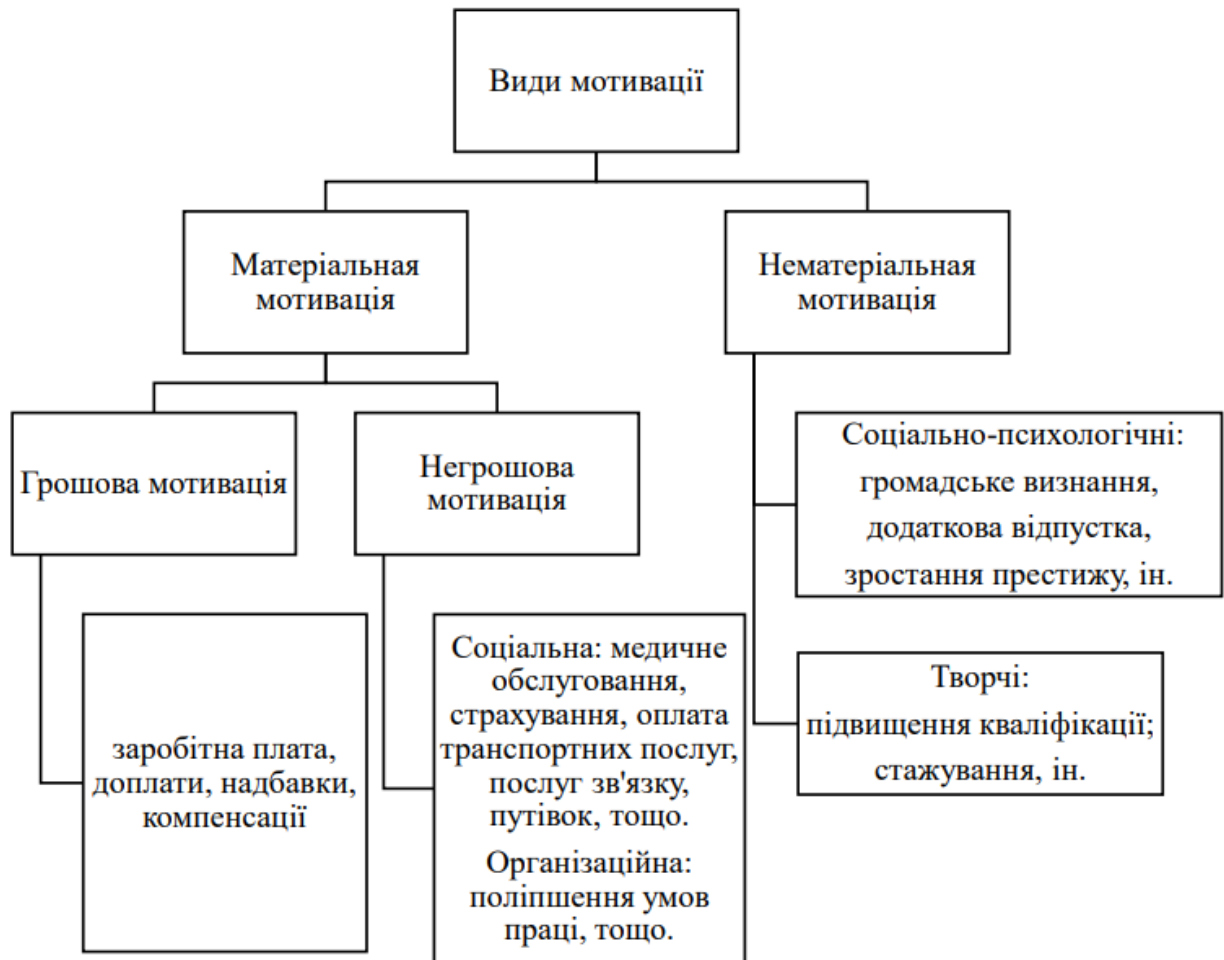 Види мотивації
Матеріальная
мотивація
Нематеріальная
мотивація
Грошова мотивація
Негрошова
мотивація
Соціально-психологічні:
громадське визнання,
додаткова відпустка,
зростання престижу, ін.
заробітна плата,
доплати, надбавки,
компенсації
Соціальна: медичне
обслуговання,
страхування, оплата
транспортних послуг,
послуг зв'язку,
путівок, тощо.
Організаційна:
поліпшення умов
праці, тощо.
Творчі:
підвищення кваліфікації;
стажування, ін.